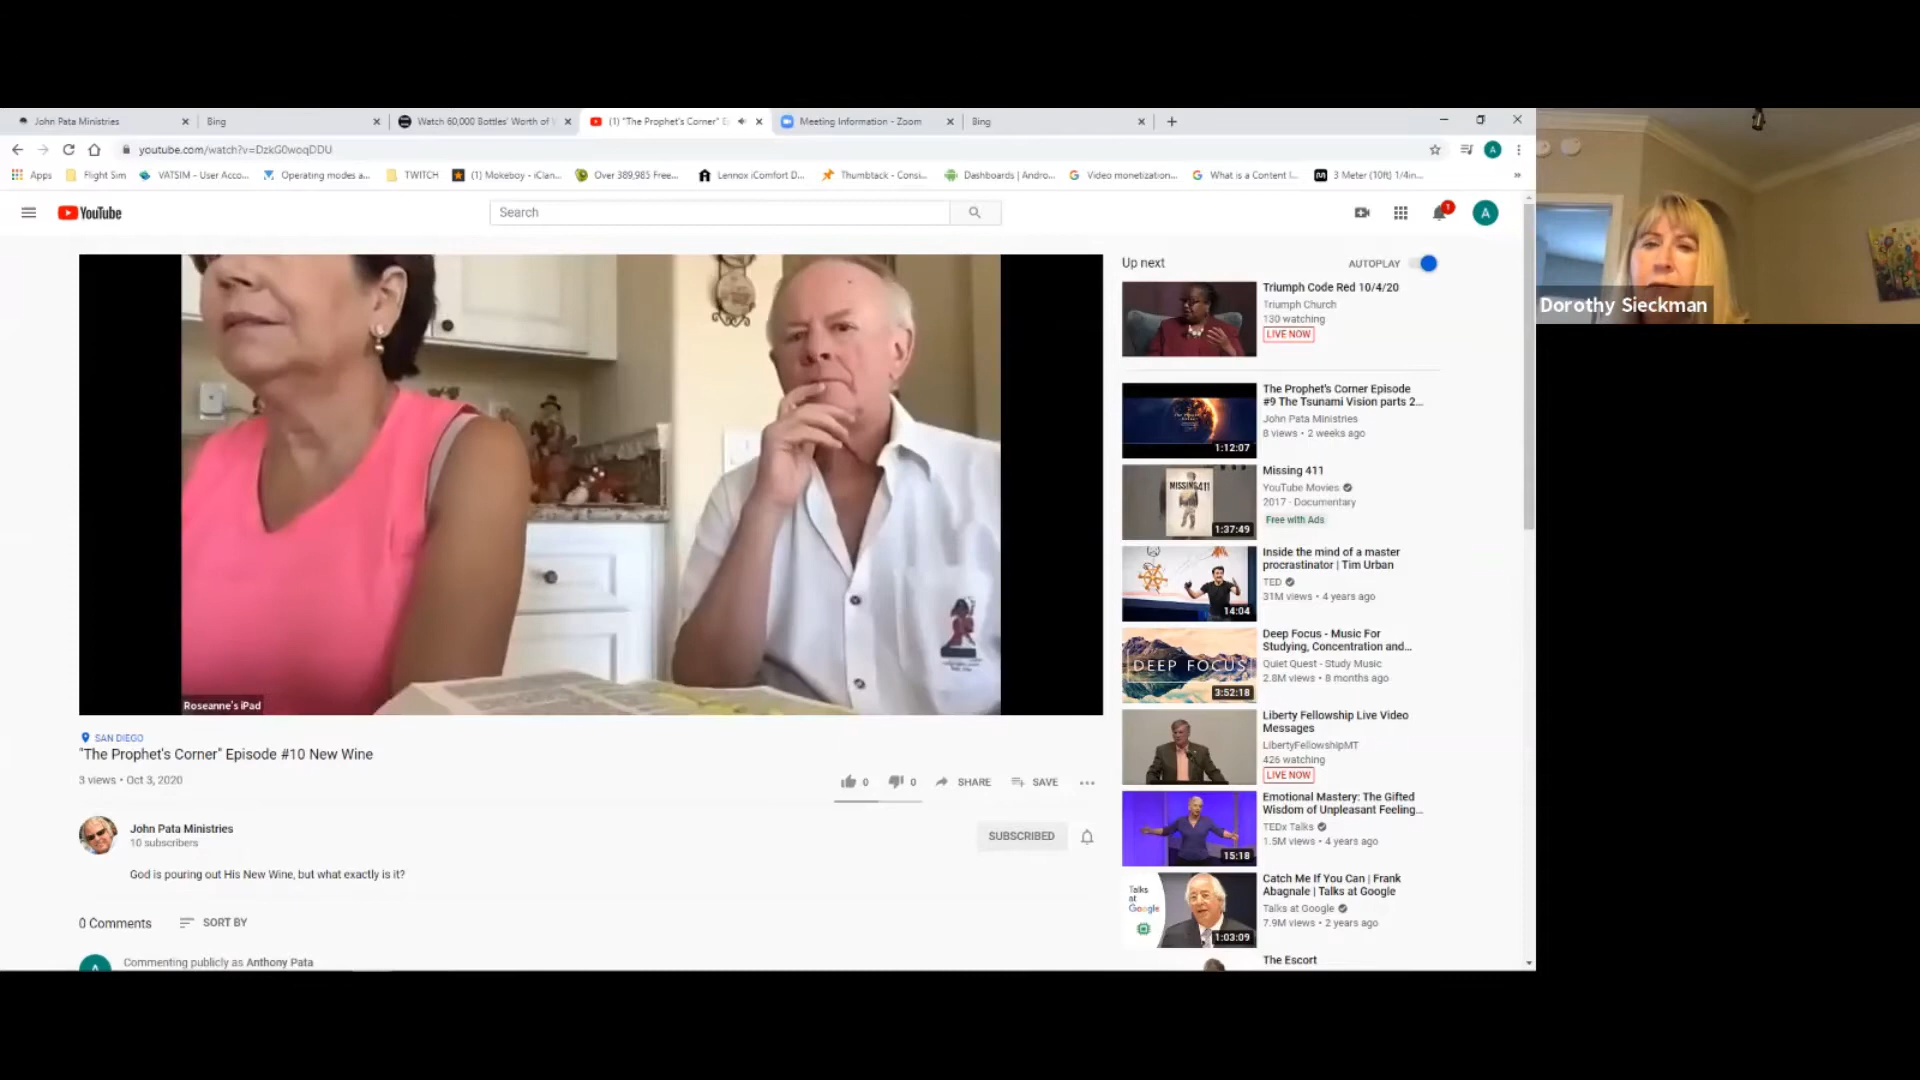 John Pata Ministries
Bing
Watch 60,000 Bottles' Worth of
(1) "The Prophet's Corner" E
Meeting Information - Zoom
Bing
youtube.com/watch?v=DzkG0woqDDU
Apps
Flight Sim
VATSIM - User Acco...
Operating modes a...
TWITCH
(1) Mokeboy - iClan...
Over 389,985 Free...
Lennox iComfort D...
Thumbtack - Consi...
Dashboards | Andro...
Video monetization...
What is a Content I...
3 Meter (10ft) 1/4in...
YouTube
Search
1
A
Dorothy Sieckman
Roseanne's iPad
SAN DIEGO
"The Prophet's Corner" Episode #10 New Wine
3 views • Oct 3, 2020
0
0
SHARE
SAVE
John Pata Ministries
10 subscribers
SUBSCRIBED
God is pouring out His New Wine, but what exactly is it?
0 Comments
SORT BY
Commenting publicly as Anthony Pata
Up next
AUTOPLAY
Triumph Code Red 10/4/20
Triumph Church
130 watching
LIVE NOW
The Prophet's Corner Episode
#9 The Tsunami Vision parts 2...
John Pata Ministries
8 views • 2 weeks ago
1:12:07
Missing 411
YouTube Movies
2017 · Documentary
Free with Ads
MISSING 411
1:37:49
Inside the mind of a master
procrastinator | Tim Urban
TED
31M views • 4 years ago
14:04
Deep Focus - Music For
Studying, Concentration and...
Quiet Quest - Study Music
2.8M views • 8 months ago
DEEP FOCUS
3:52:18
Liberty Fellowship Live Video
Messages
LibertyFellowshipMT
426 watching
LIVE NOW
Emotional Mastery: The Gifted
Wisdom of Unpleasant Feeling...
TEDx Talks
1.5M views • 4 years ago
15:18
Catch Me If You Can | Frank
Abagnale | Talks at Google
Talks at Google
7.9M views • 2 years ago
Talks
at
Google
1:03:09
The Escort